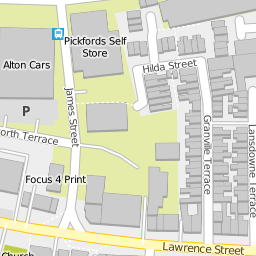 Pickfords Self
Store
Alton Cars
Hilda Street
P
James Street
orth Terrace
Granville Terrace
Lansdowne Terrace
Focus 4 Print
Lawrence Street
Church